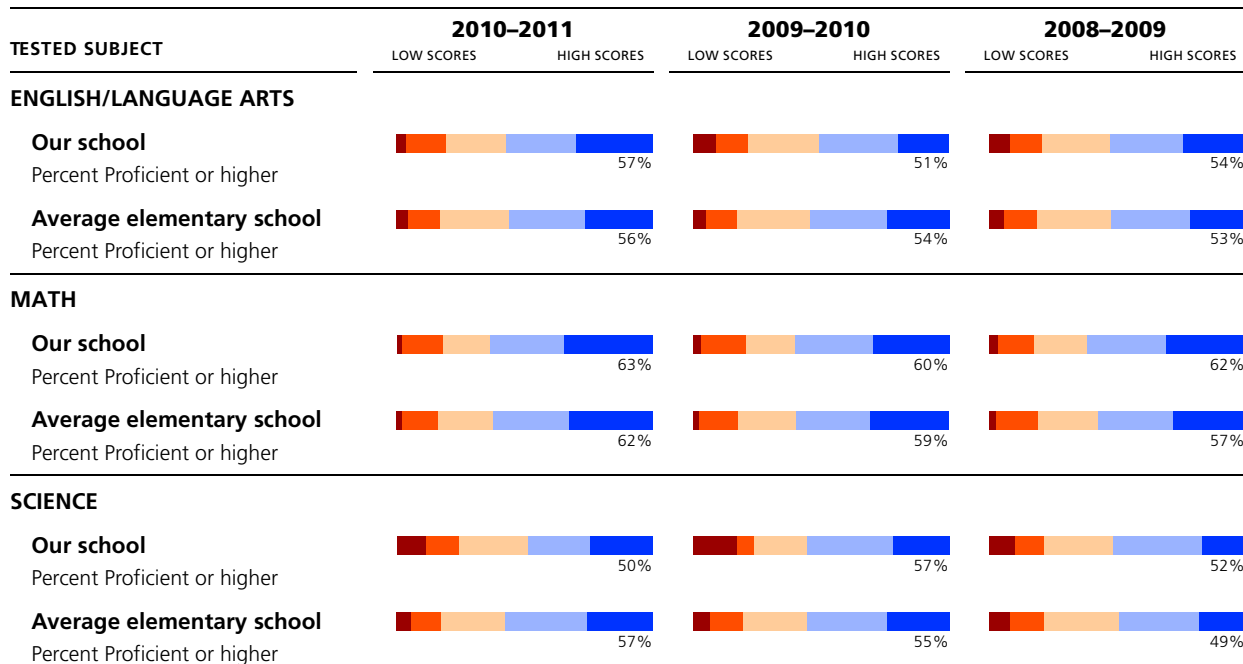 2010–2011 2009–2010 2008–2009
TESTED SUBJECT LOW SCORES HIGH SCORES LOW SCORES HIGH SCORES LOW SCORES HIGH SCORES
ENGLISH/LANGUAGE ARTS
Our school
Percent Proficient or higher 57% 51% 54%
Average elementary school
Percent Proficient or higher 56% 54% 53%
MATH
Our school
Percent Proficient or higher 63% 60% 62%
Average elementary school
Percent Proficient or higher 62% 59% 57%
SCIENCE
Our school
Percent Proficient or higher 50% 57% 52%
Average elementary school
Percent Proficient or higher 57% 55% 49%